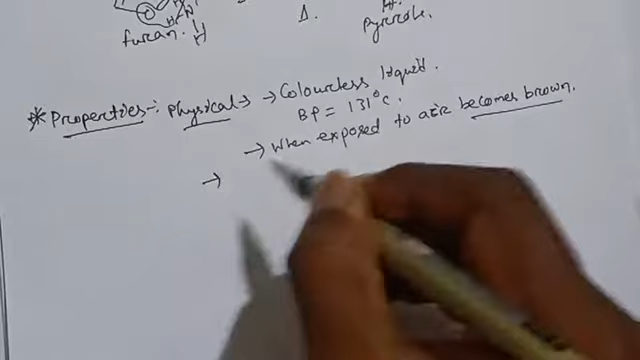 furan.
H
Δ.
Pyrrole.
* Properties:- Physical → → Colourless liquid.
BP = 131°C.
→ When exposed to air becomes brown.
→